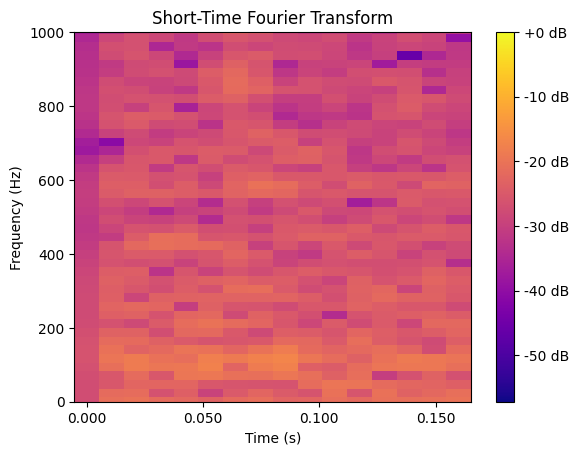 Short-Time Fourier Transform
Frequency (Hz)
1000
800
600
400
200
0
0.000
0.050
0.100
0.150
Time (s)
+0 dB
-10 dB
-20 dB
-30 dB
-40 dB
-50 dB